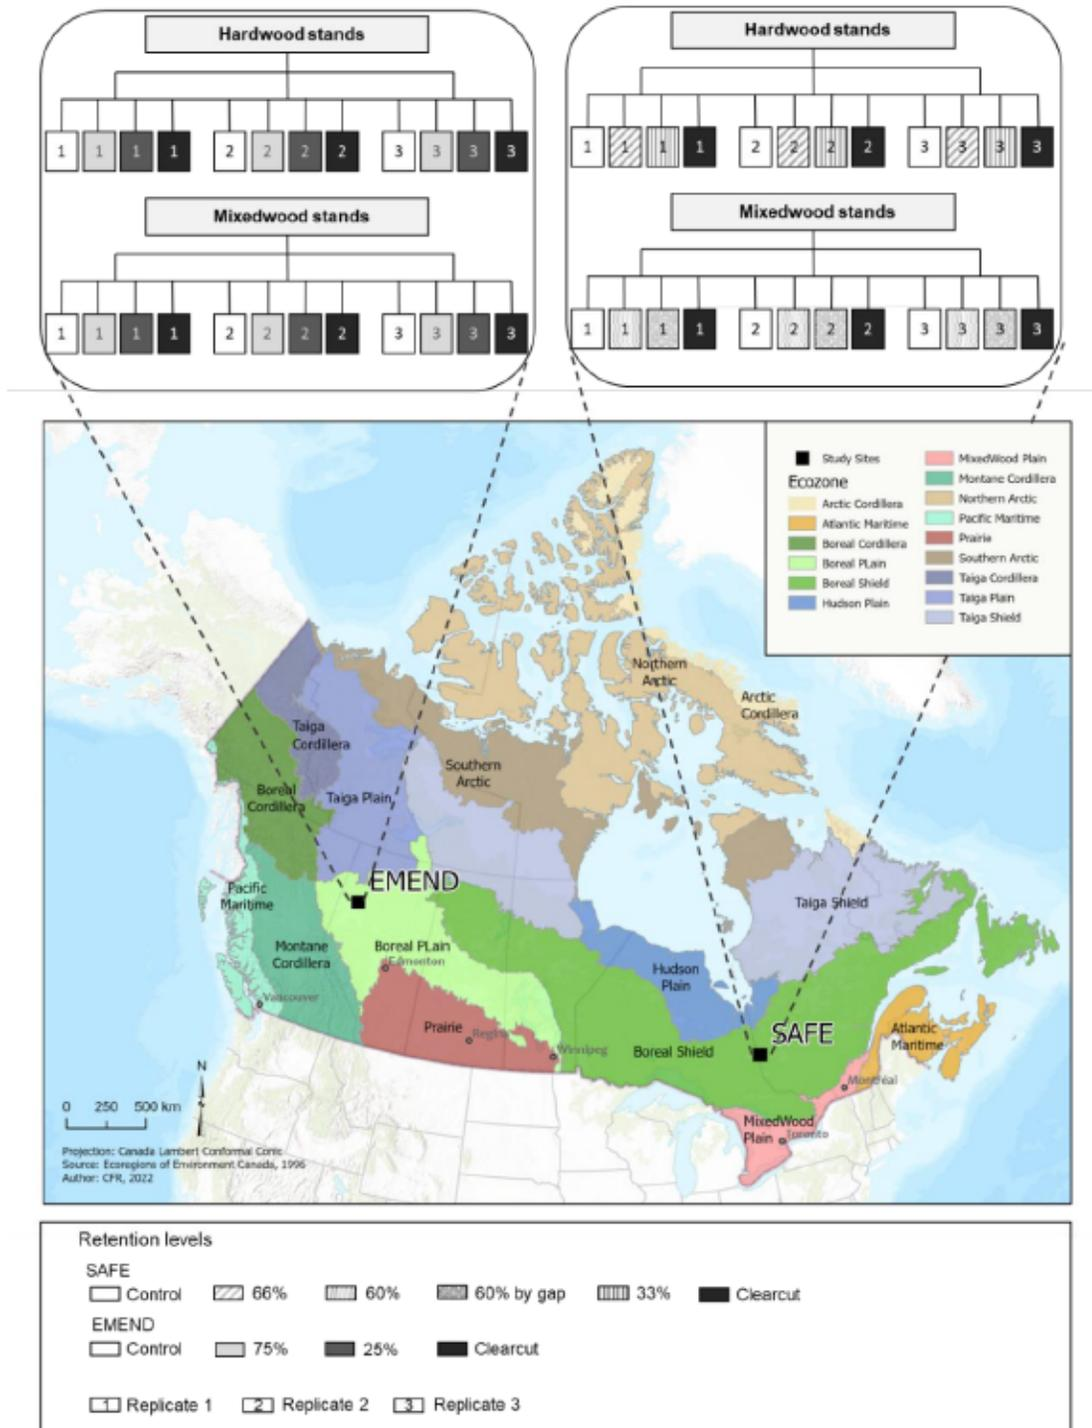 Hardwood stands
1 1 1 1 2 2 2 2 3 3 3 3
Mixedwood stands
1 1 1 1 2 2 2 2 3 3 3 3
Hardwood stands
1 1 1 1 2 2 2 2 3 3 3 3
Mixedwood stands
1 1 1 1 2 2 2 2 3 3 3 3
Study Sites
Ecozone
Arctic Cordillera
Atlantic Maritime
Boreal Cordillera
Boreal PLain
Boreal Shield
Hudson Plain
MixedWood Plain
Montane Cordillera
Northern Arctic
Pacific Maritime
Prairie
Southern Arctic
Taiga Cordillera
Taiga Plain
Taiga Shield
Northern
Arctic
Arctic
Cordillera
Taiga
Cordillera
Southern
Arctic
Boreal
Cordillera
Taiga Plain
EMEND
Pacific
Maritime
Taiga Shield
Montane
Cordillera
Boreal PLain
Edmonton
Hudson
Plain
Vancouver
Prairie
Regina
Winnipeg
Boreal Shield
SAFE
Atlantic
Maritime
Montréal
MixedWood
Plain
Toronto
N
0 250 500 km
Projection: Canada Lambert Conformal Conic
Source: Ecoregions of Environment Canada, 1996
Author: CFR, 2022
Retention levels
SAFE
Control 66% 60% 60% by gap 33% Clearcut
EMEND
Control 75% 25% Clearcut
1 Replicate 1 2 Replicate 2 3 Replicate 3